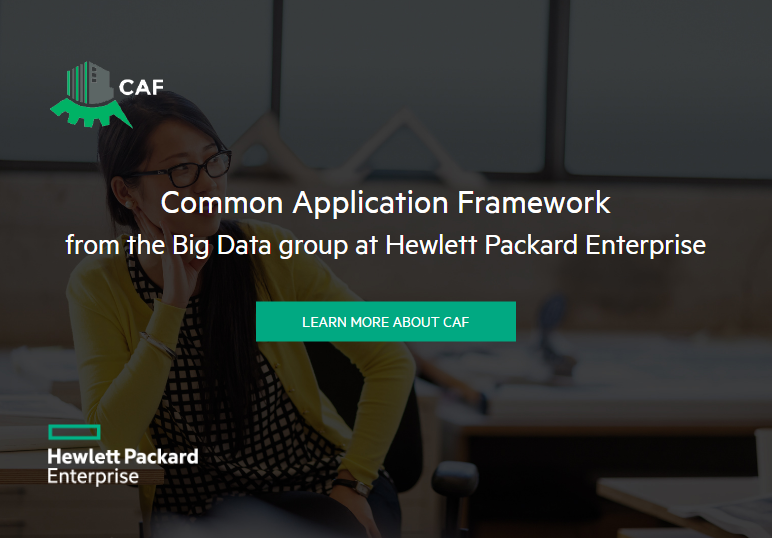 CAF
Common Application Framework
from the Big Data group at Hewlett Packard Enterprise
LEARN MORE ABOUT CAF
Hewlett Packard
Enterprise